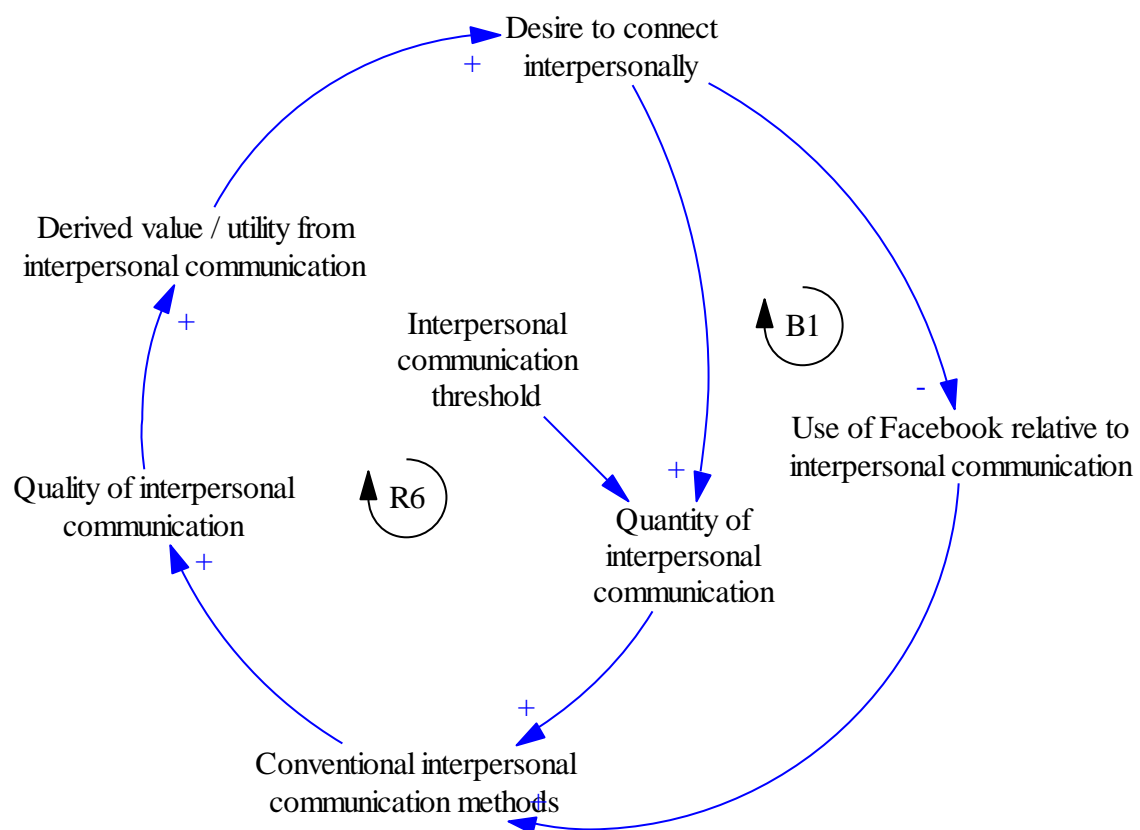 Desire to connect
interpersonally
+
Derived value / utility from
interpersonal communication
+
Interpersonal
communication
threshold
B1
-
Use of Facebook relative to
interpersonal communication
+
Quality of interpersonal
communication
R6
Quantity of
interpersonal
communication
+
+
Conventional interpersonal
communication methods
+